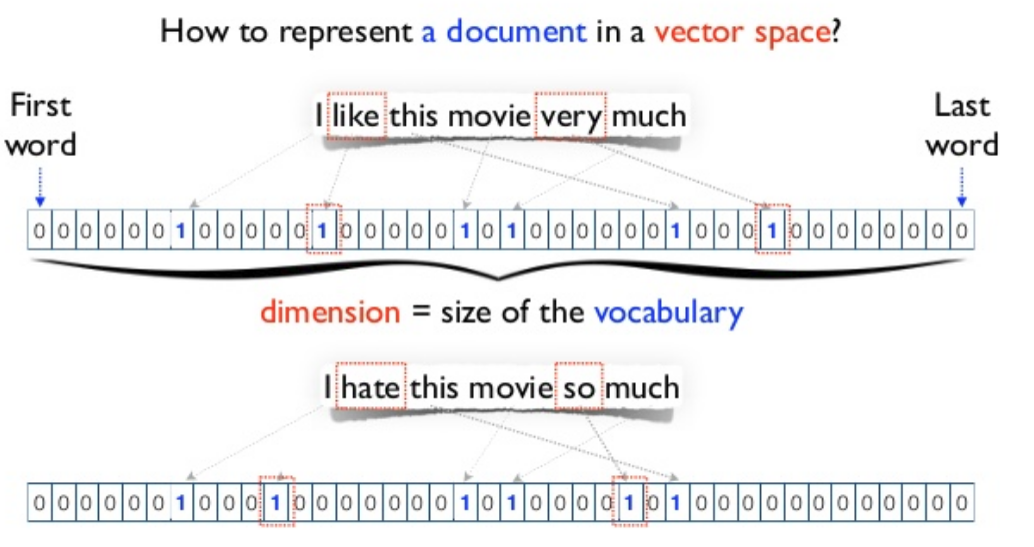 How to represent a document in a vector space?
First word
I like this movie very much
Last word
0 0 0 0 0 0 1 0 0 0 0 0 1 0 0 0 0 0 1 0 1 0 0 0 0 0 0 1 0 0 0 1 0 0 0 0 0 0 0 0
dimension = size of the vocabulary
I hate this movie so much
0 0 0 0 0 0 1 0 0 0 1 0 0 0 0 0 0 0 1 0 1 0 0 0 0 1 0 1 0 0 0 0 0 0 0 0 0 0 0 0